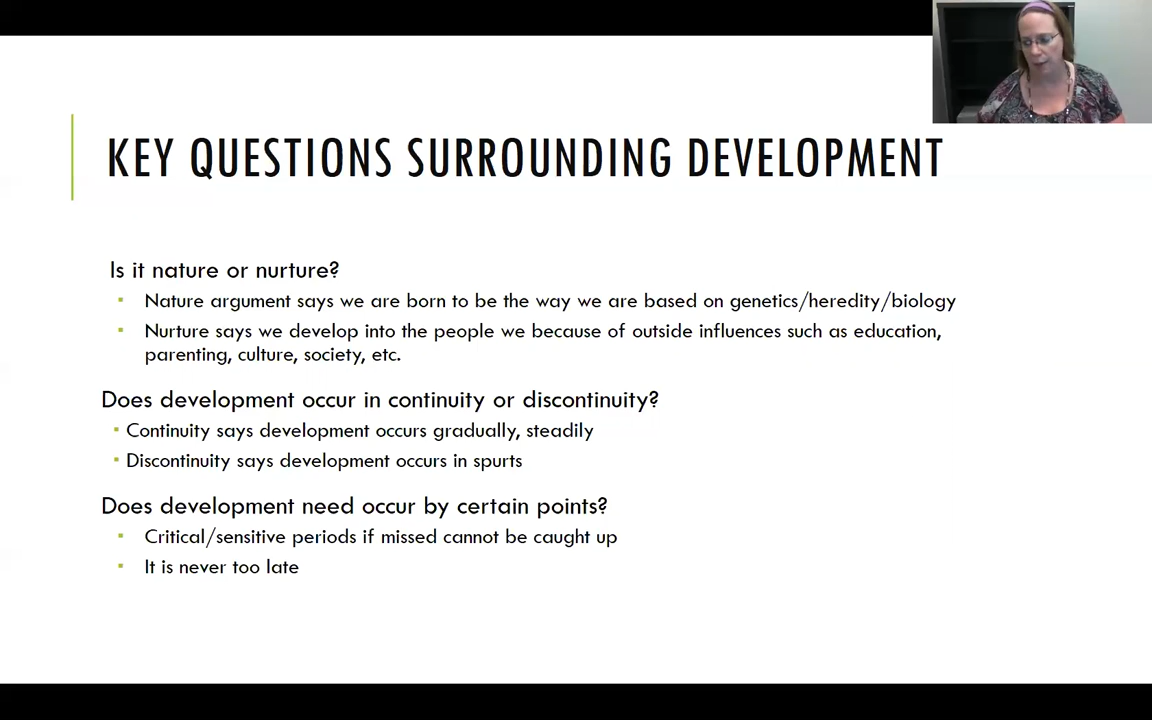 KEY QUESTIONS SURROUNDING DEVELOPMENT
Is it nature or nurture?
▪ Nature argument says we are born to be the way we are based on genetics/heredity/biology
▪ Nurture says we develop into the people we because of outside influences such as education,
parenting, culture, society, etc.
Does development occur in continuity or discontinuity?
▪ Continuity says development occurs gradually, steadily
▪ Discontinuity says development occurs in spurts
Does development need occur by certain points?
▪ Critical/sensitive periods if missed cannot be caught up
▪ It is never too late